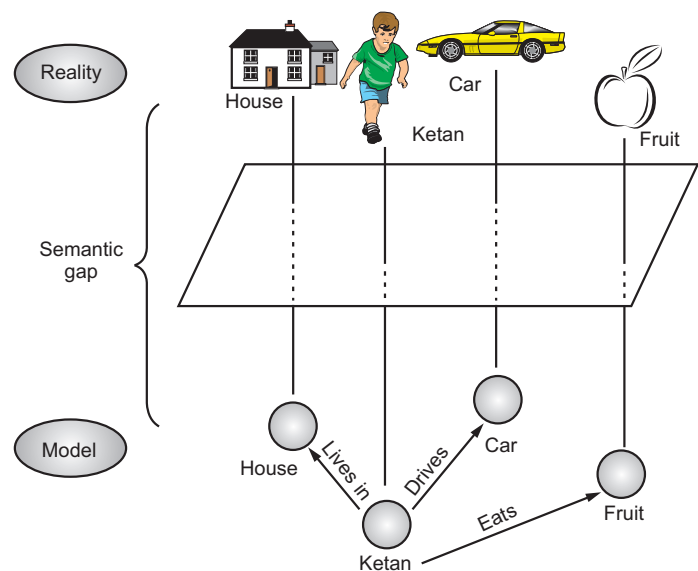 Reality
House
Car
Ketan
Fruit
Semantic
gap
Model
House
Lives in
Drives
Car
Eats
Fruit
Ketan